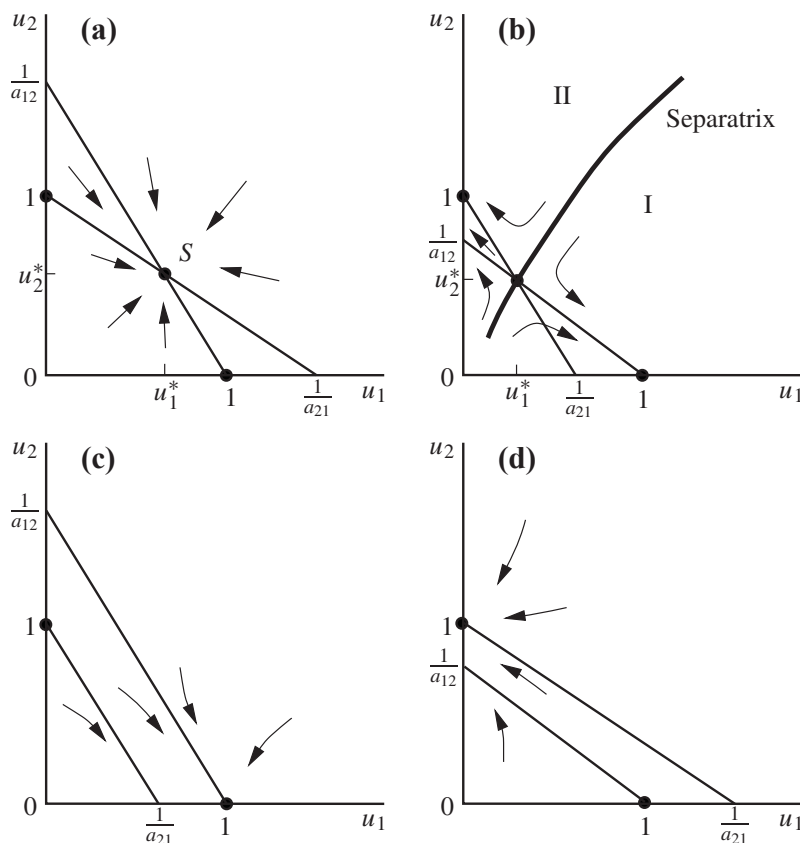 u₂ (a)
1/a₁₂
1
S
u₂*
0
u₁* 1 1/a₂₁ u₁
u₂ (b)
II
Separatrix
I
1
1/a₁₂
u₂*
0
u₁* 1/a₂₁ 1 u₁
u₂ (c)
1/a₁₂
1
0
1/a₂₁ 1 u₁
u₂ (d)
1
1/a₁₂
0
1 1/a₂₁ u₁